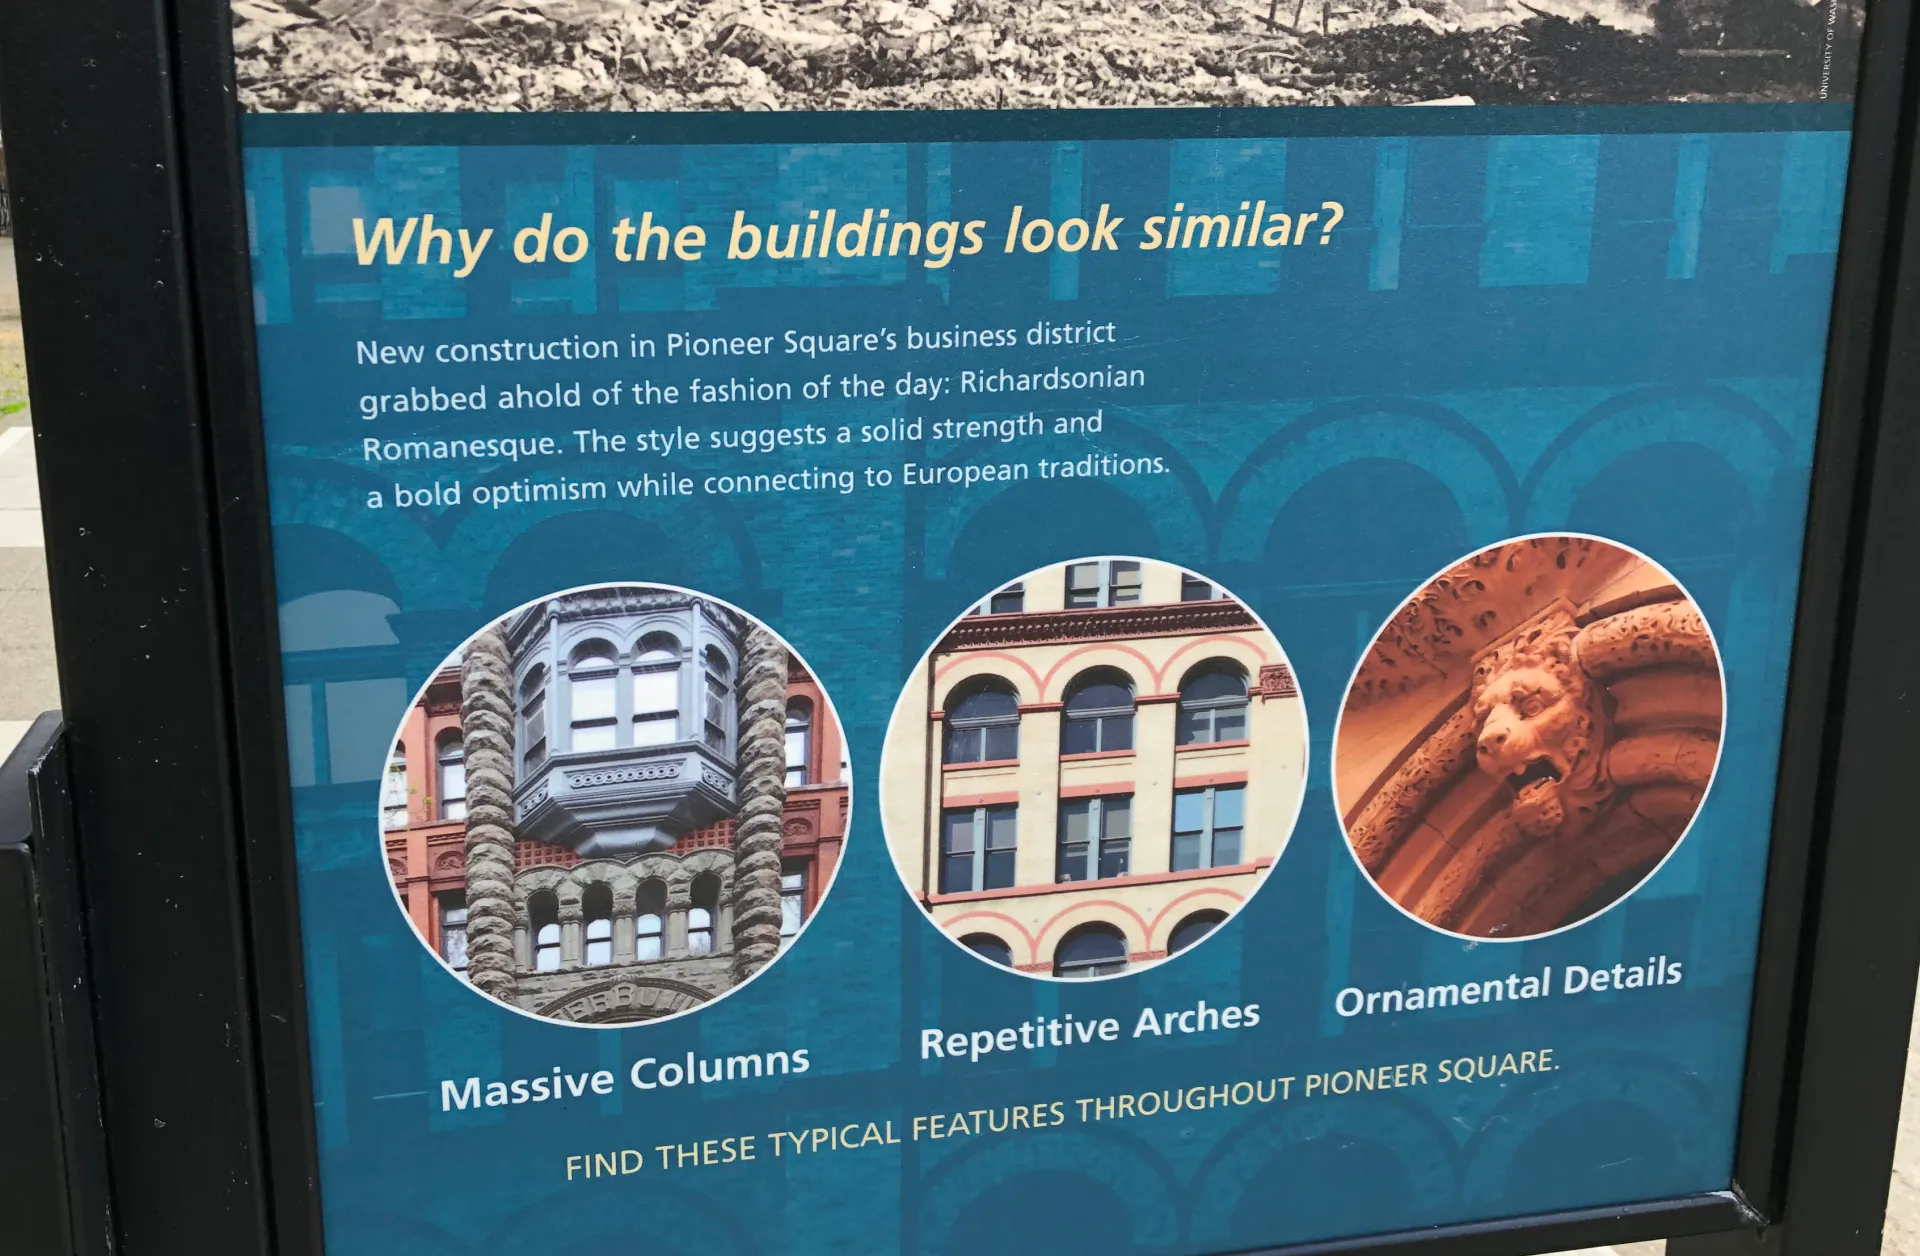 UNIVERSITY OF WAS
Why do the buildings look similar?
New construction in Pioneer Square's business district
grabbed ahold of the fashion of the day: Richardsonian
Romanesque. The style suggests a solid strength and
a bold optimism while connecting to European traditions.
Massive Columns
Repetitive Arches
Ornamental Details
FIND THESE TYPICAL FEATURES THROUGHOUT PIONEER SQUARE.